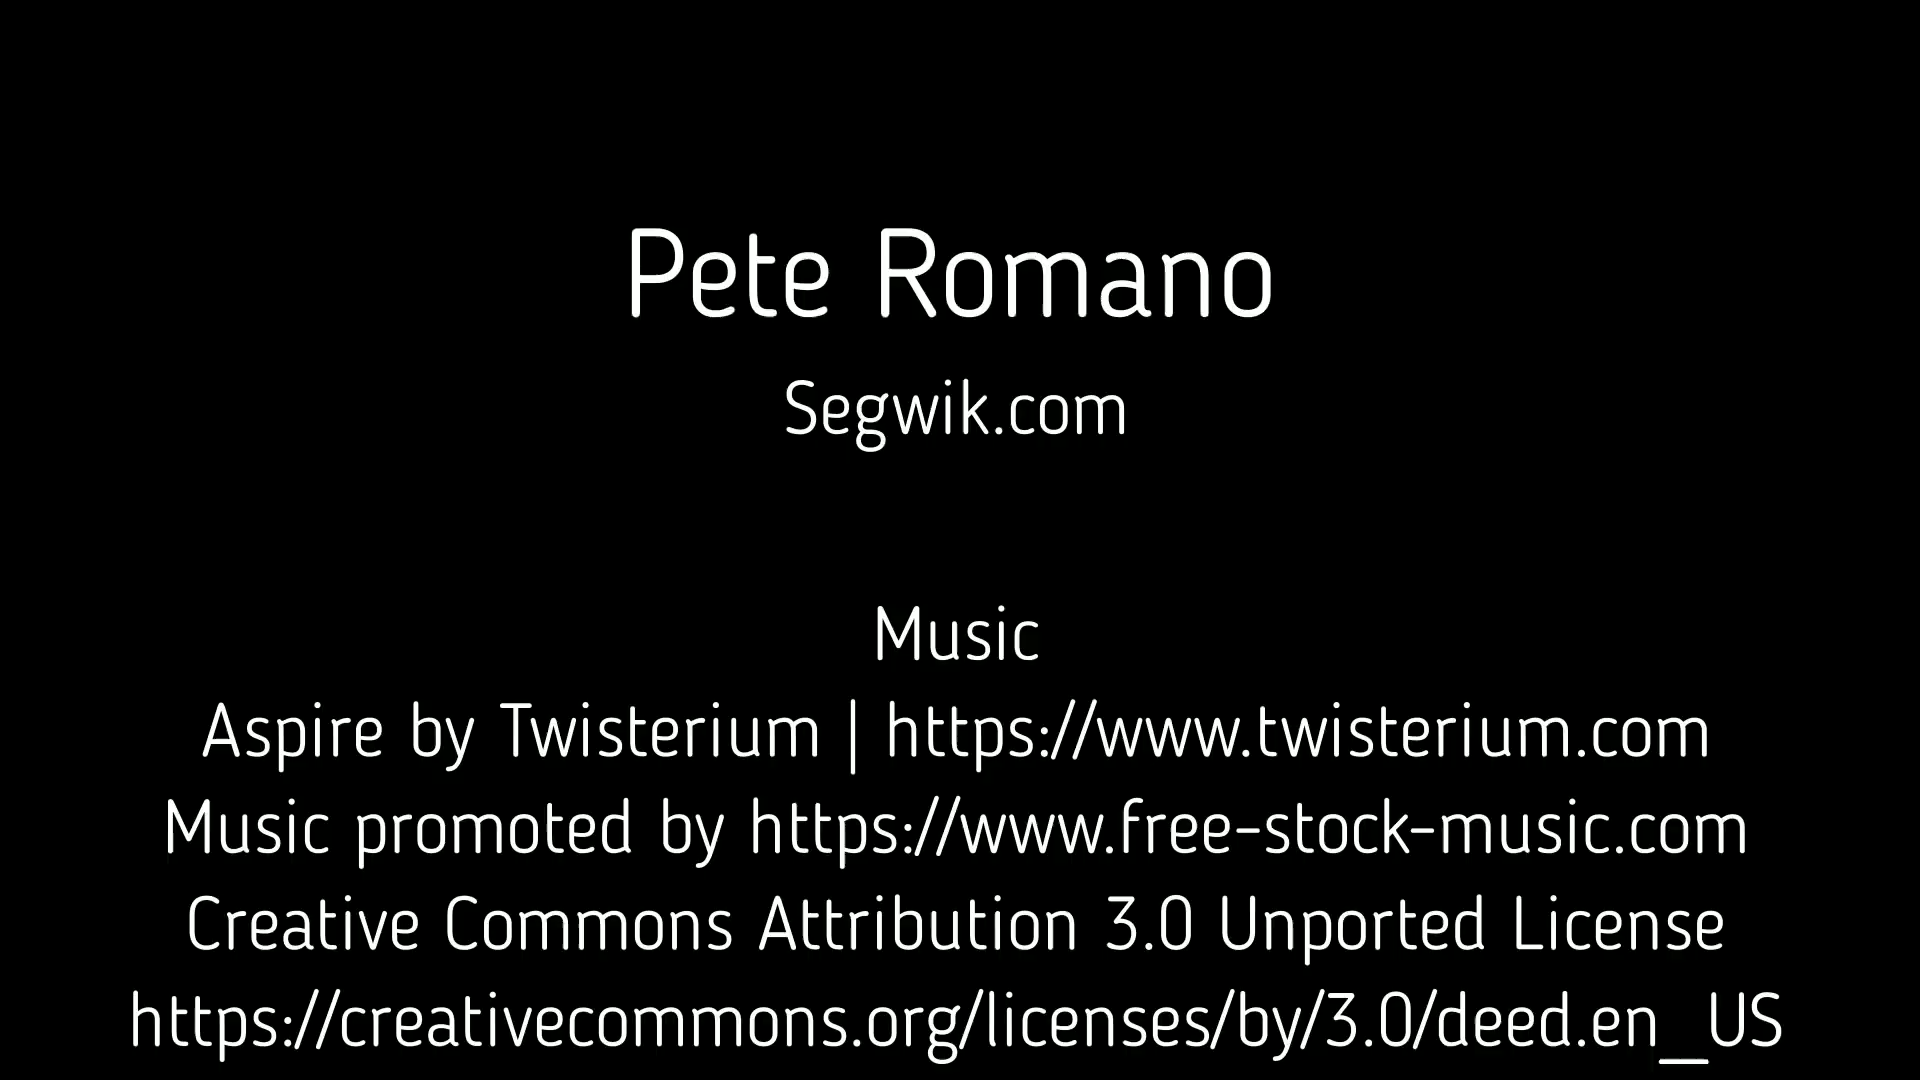 Pete Romano
Segwik.com
Music
Aspire by Twisterium | https://www.twisterium.com
Music promoted by https://www.free-stock-music.com
Creative Commons Attribution 3.0 Unported License
https://creativecommons.org/licenses/by/3.0/deed.en_US